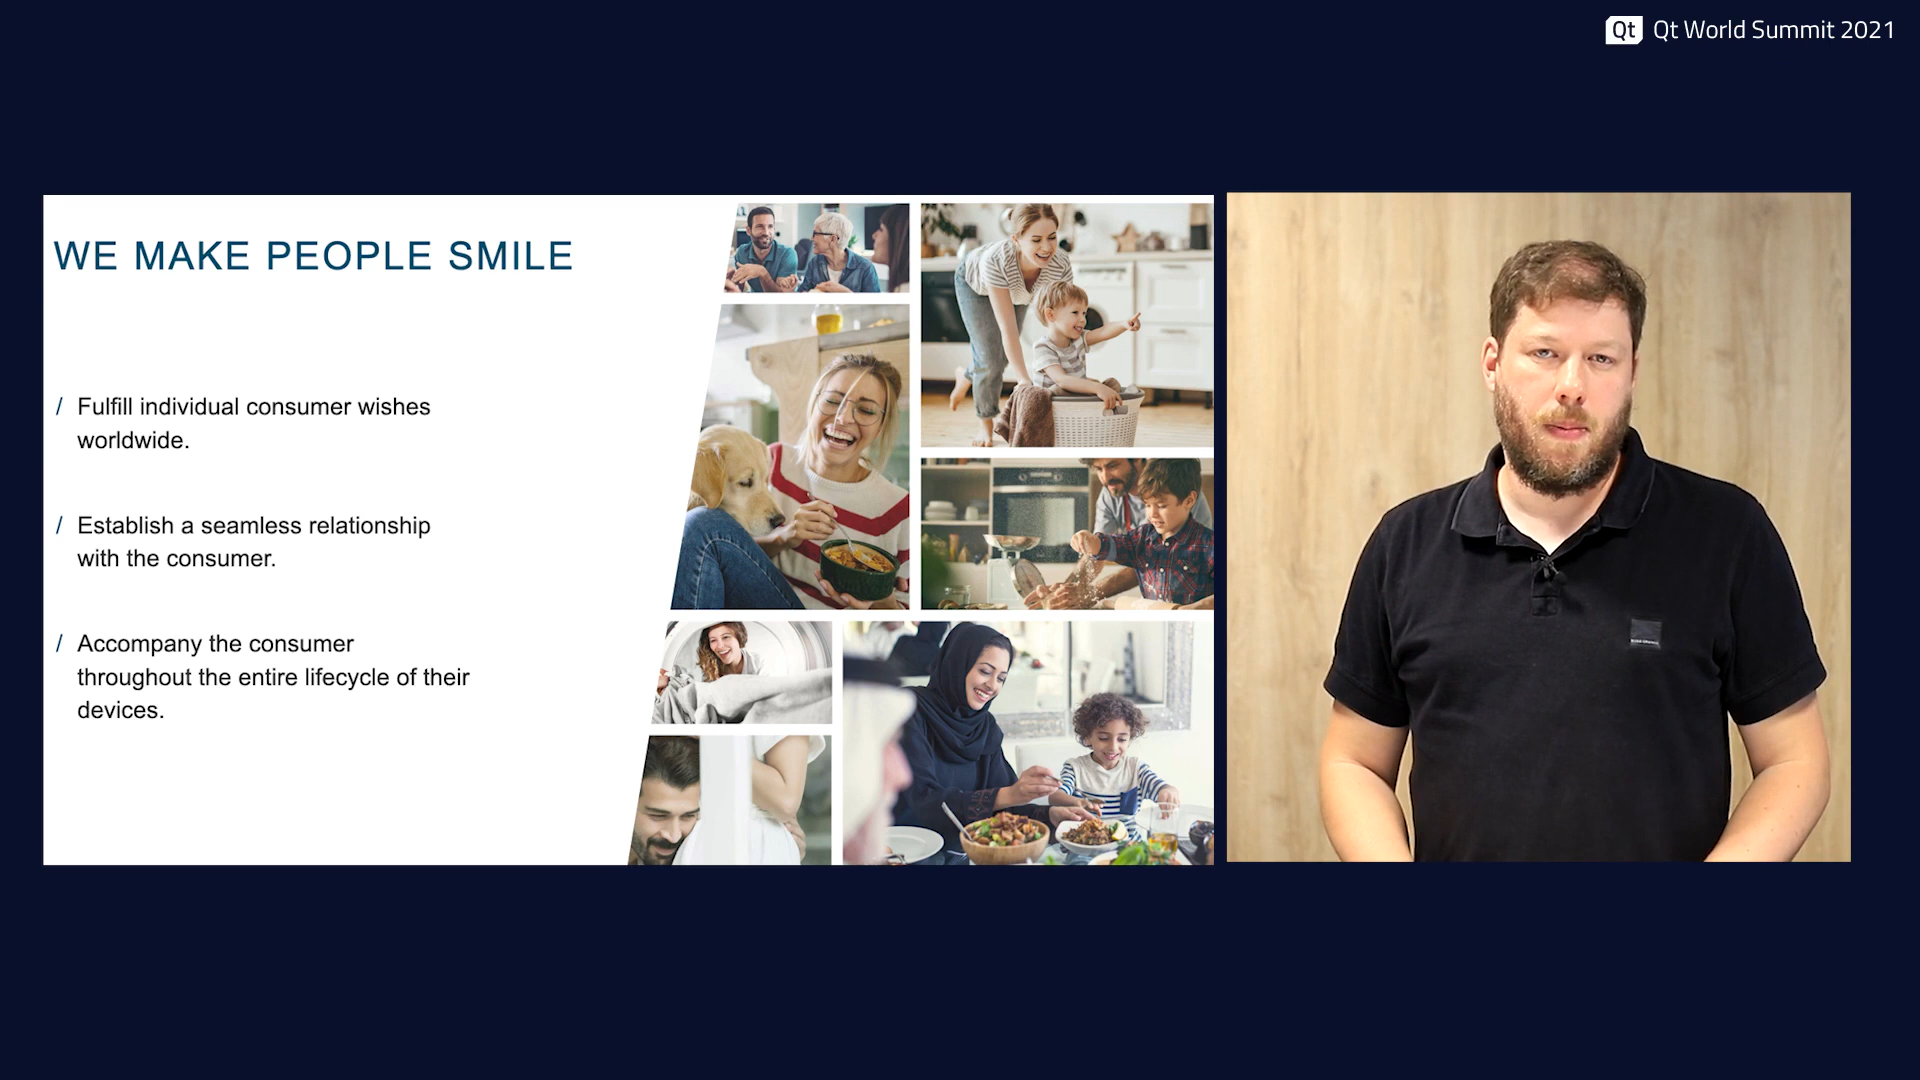 Qt Qt World Summit 2021
WE MAKE PEOPLE SMILE
/ Fulfill individual consumer wishes
worldwide.
/ Establish a seamless relationship
with the consumer.
/ Accompany the consumer
throughout the entire lifecycle of their
devices.